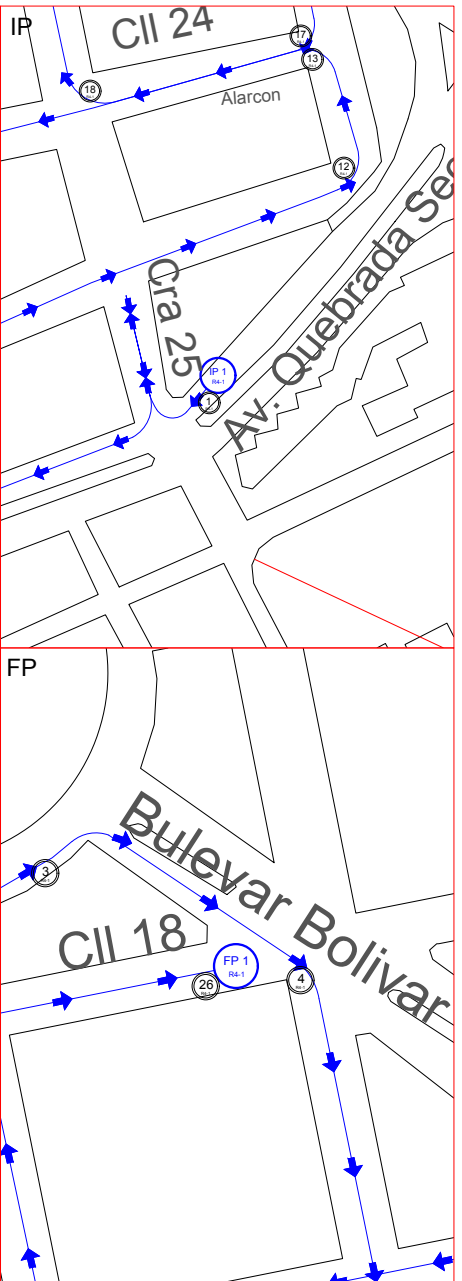 IP
Cll 24
17
13
18
Alarcon
12
Av. Quebrada Sec
Cra 25
IP 1
R4-1
1
FP
Bulevar Bolivar
3
Cll 18
FP 1
R4-1
26
4